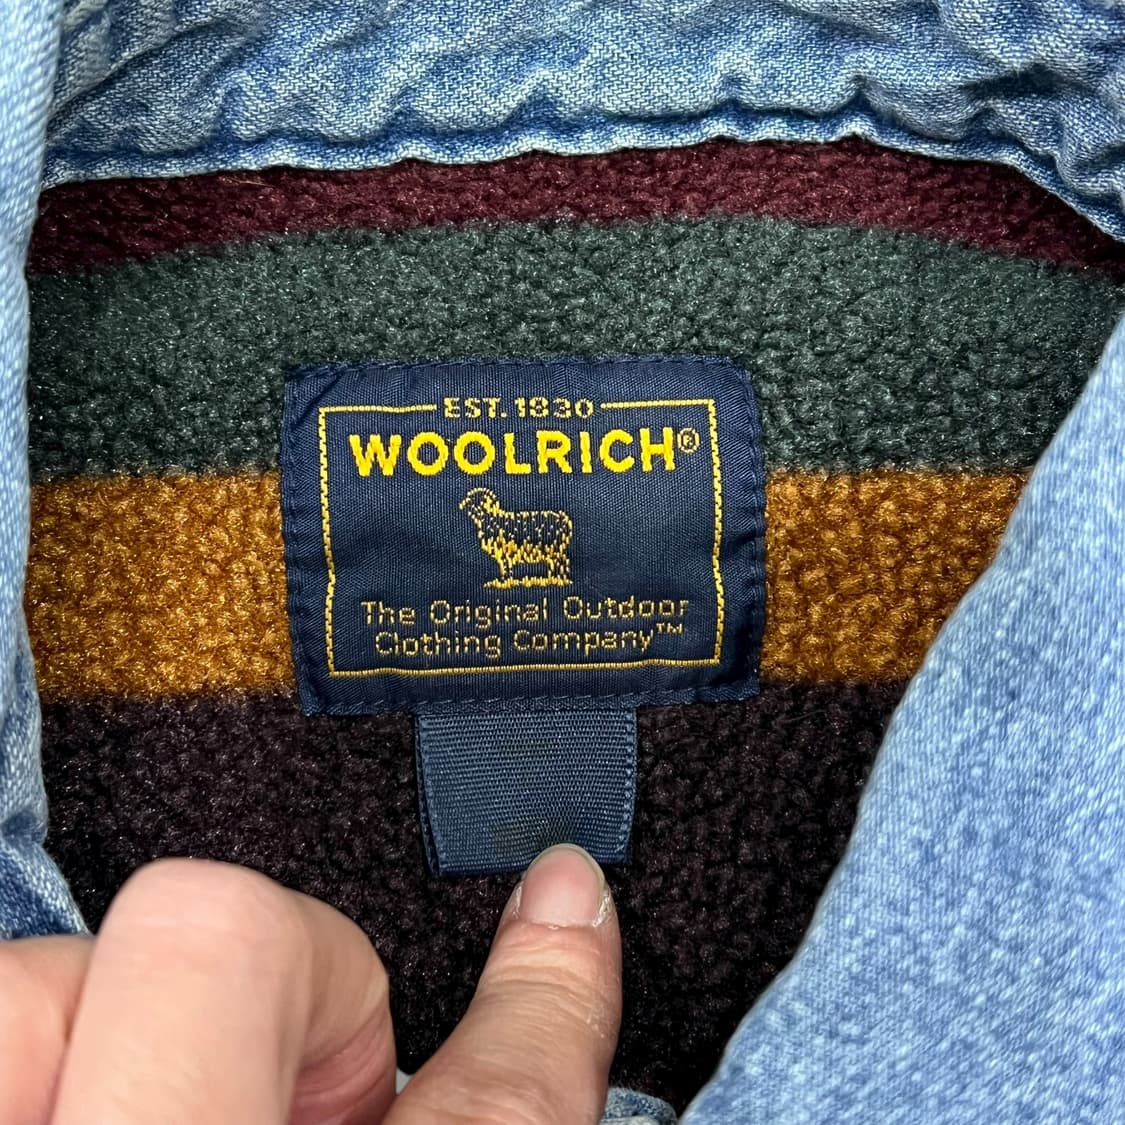 EST. 1830
WOOLRICH®
The Original Outdoor
Clothing Company™